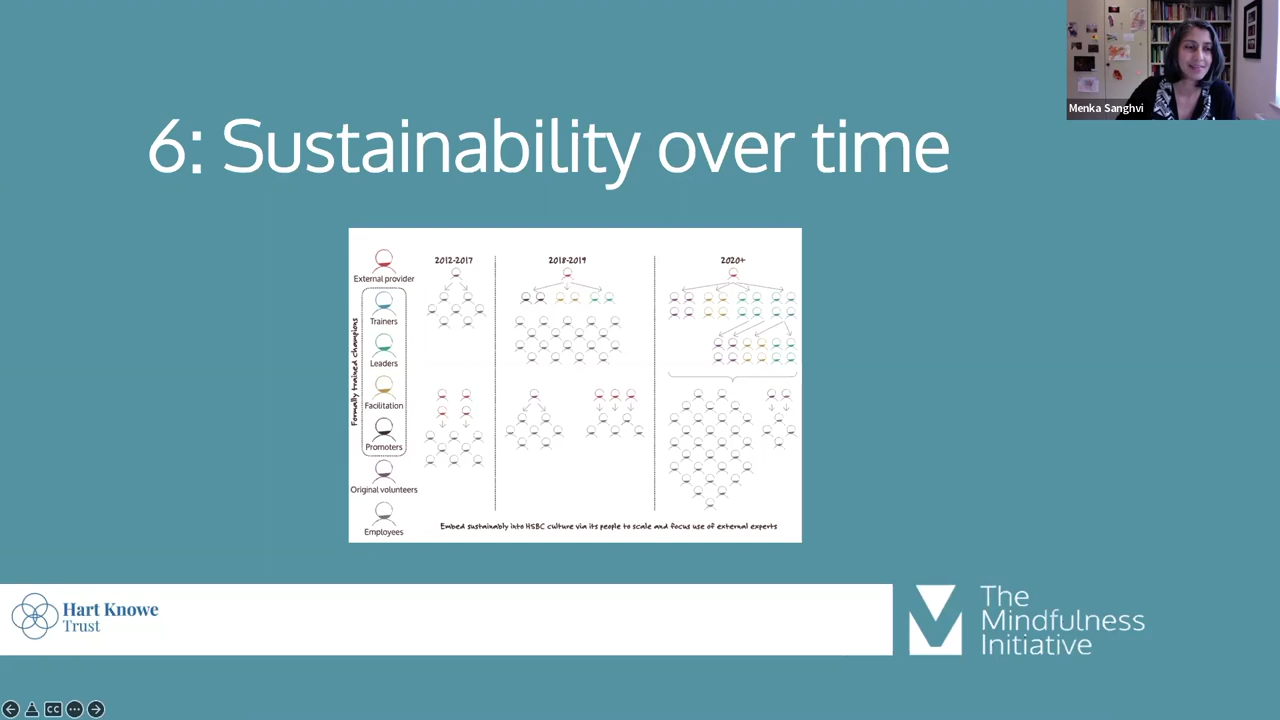 Menka Sanghvi
6: Sustainability over time
External provider
Formally trained champions
Trainers
Leaders
Facilitation
Promoters
Original volunteers
Employees
2012-2017
2018-2019
2020+
Embed sustainably into HSBC culture via its people to scale and focus use of external experts
Hart Knowe
Trust
The
Mindfulness
Initiative
CC